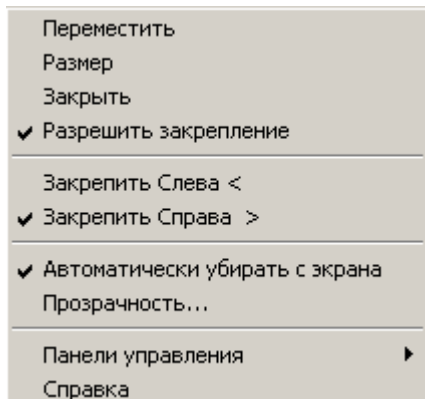 Переместить
Размер
Закрыть
Разрешить закрепление
Закрепить Слева <
Закрепить Справа >
Автоматически убирать с экрана
Прозрачность...
Панели управления
Справка